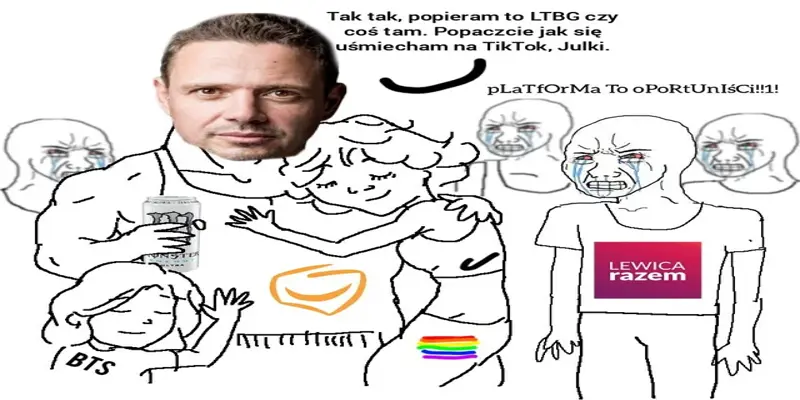 Tak tak, popieram to LTBG czy
coś tam. Popaczcie jak się
uśmiecham na TikTok, Julki.
pLaTfOrMa To oPoRtUnIśCi!!1!
LEWICA
razem
BTS